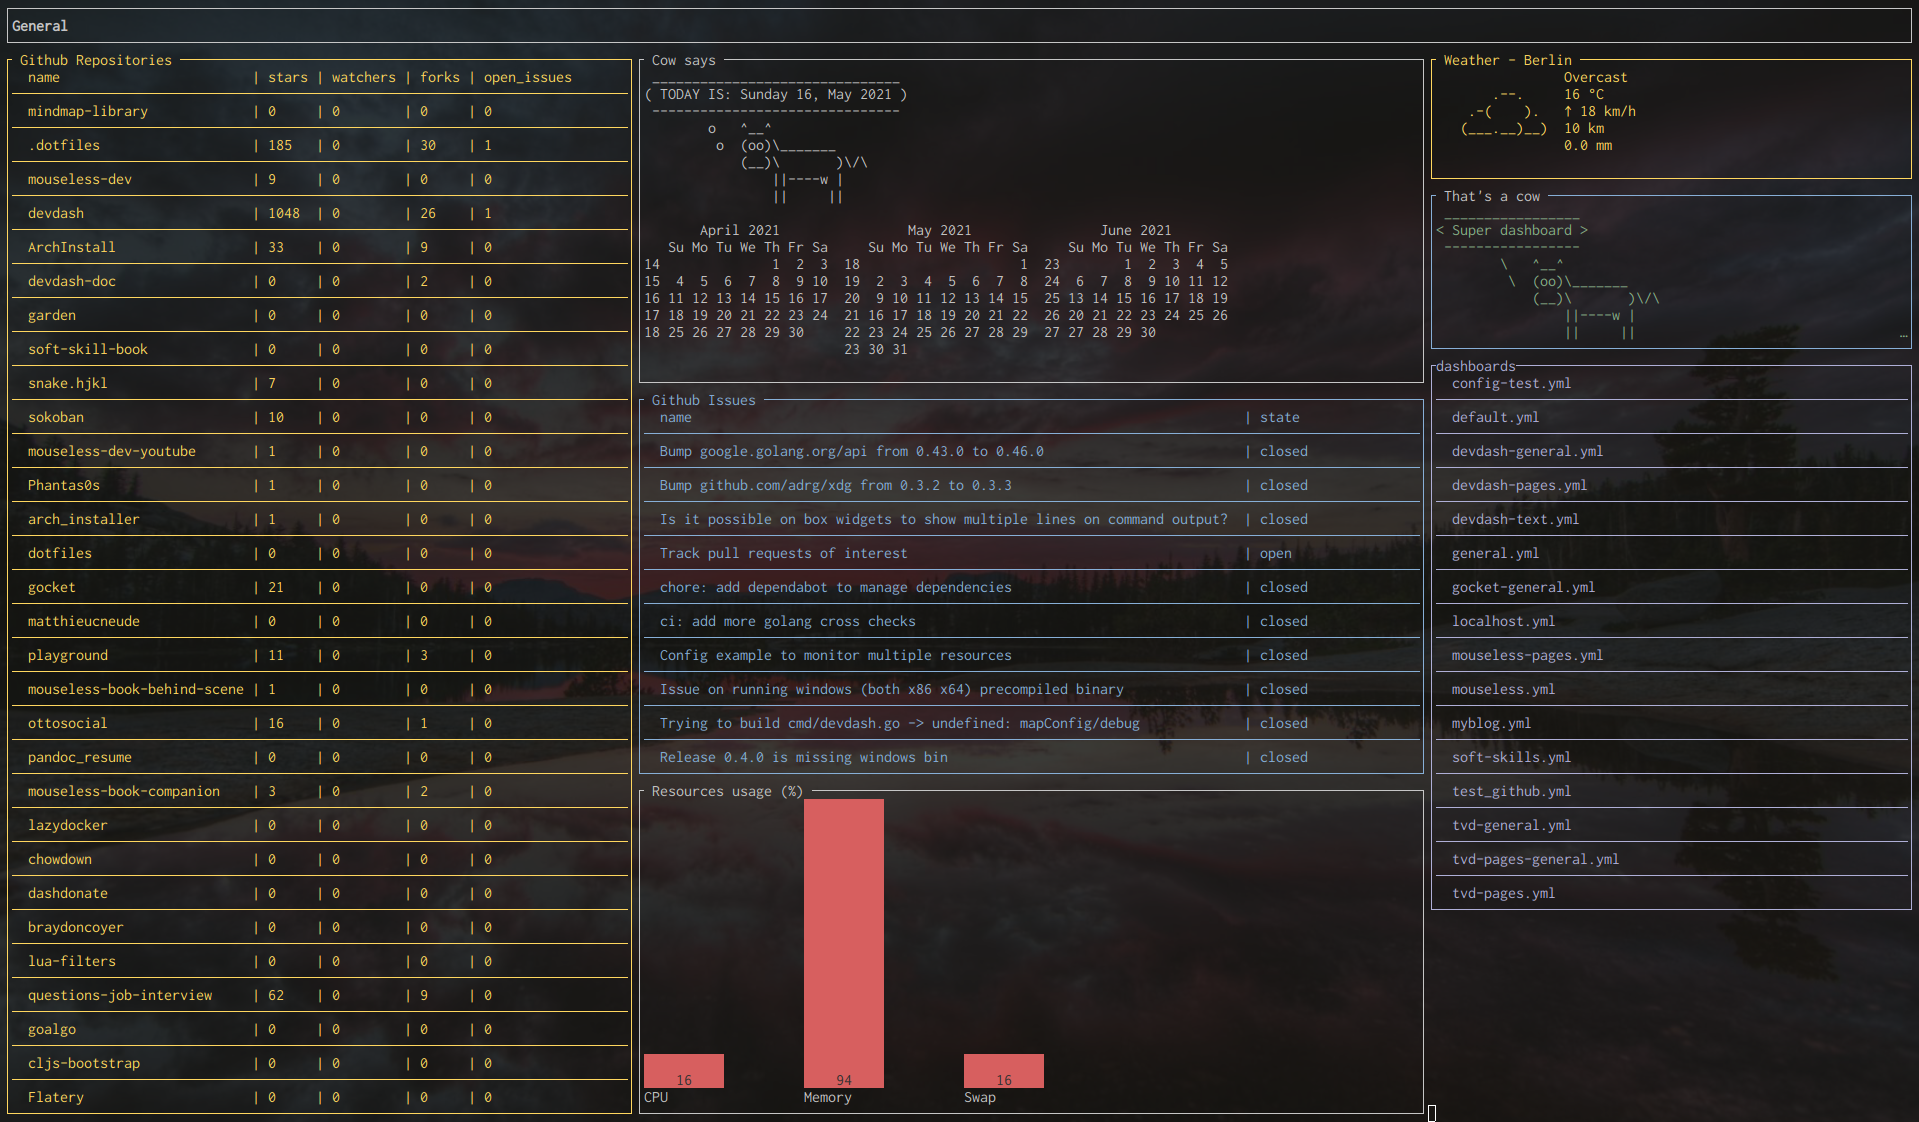 General
Github Repositories
name | stars | watchers | forks | open_issues
mindmap-library | 0 | 0 | 0 | 0
.dotfiles | 185 | 0 | 30 | 1
mouseless-dev | 9 | 0 | 0 | 0
devdash | 1048 | 0 | 26 | 1
ArchInstall | 33 | 0 | 9 | 0
devdash-doc | 0 | 0 | 2 | 0
garden | 0 | 0 | 0 | 0
soft-skill-book | 0 | 0 | 0 | 0
snake.hjkl | 7 | 0 | 0 | 0
sokoban | 10 | 0 | 0 | 0
mouseless-dev-youtube | 1 | 0 | 0 | 0
Phantas0s | 1 | 0 | 0 | 0
arch_installer | 1 | 0 | 0 | 0
dotfiles | 0 | 0 | 0 | 0
gocket | 21 | 0 | 0 | 0
matthieucneude | 0 | 0 | 0 | 0
playground | 11 | 0 | 3 | 0
mouseless-book-behind-scene | 1 | 0 | 0 | 0
ottosocial | 16 | 0 | 1 | 0
pandoc_resume | 0 | 0 | 0 | 0
mouseless-book-companion | 3 | 0 | 2 | 0
lazydocker | 0 | 0 | 0 | 0
chowdown | 0 | 0 | 0 | 0
dashdonate | 0 | 0 | 0 | 0
braydoncoyer | 0 | 0 | 0 | 0
lua-filters | 0 | 0 | 0 | 0
questions-job-interview | 62 | 0 | 9 | 0
goalgo | 0 | 0 | 0 | 0
cljs-bootstrap | 0 | 0 | 0 | 0
Flatery | 0 | 0 | 0 | 0
Cow says
_______________________________
( TODAY IS: Sunday 16, May 2021 )
-------------------------------
o   ^__^
o  (oo)\_______
(__)\       )\/\
||----w |
||     ||
April 2021 May 2021 June 2021
Su Mo Tu We Th Fr Sa Su Mo Tu We Th Fr Sa Su Mo Tu We Th Fr Sa
14 1 2 3 18 1 23 1 2 3 4 5
15 4 5 6 7 8 9 10 19 2 3 4 5 6 7 8 24 6 7 8 9 10 11 12
16 11 12 13 14 15 16 17 20 9 10 11 12 13 14 15 25 13 14 15 16 17 18 19
17 18 19 20 21 22 23 24 21 16 17 18 19 20 21 22 26 20 21 22 23 24 25 26
18 25 26 27 28 29 30 22 23 24 25 26 27 28 29 27 27 28 29 30
23 30 31
Github Issues
name | state
Bump google.golang.org/api from 0.43.0 to 0.46.0 | closed
Bump github.com/adrg/xdg from 0.3.2 to 0.3.3 | closed
Is it possible on box widgets to show multiple lines on command output? | closed
Track pull requests of interest | open
chore: add dependabot to manage dependencies | closed
ci: add more golang cross checks | closed
Config example to monitor multiple resources | closed
Issue on running windows (both x86 x64) precompiled binary | closed
Trying to build cmd/devdash.go -> undefined: mapConfig/debug | closed
Release 0.4.0 is missing windows bin | closed
Resources usage (%)
16 94 16
CPU Memory Swap
Weather - Berlin
Overcast
.--. 16 °C
.-(    ). ↑ 18 km/h
(___.__)__) 10 km
0.0 mm
That's a cow
_________________
< Super dashboard >
-----------------
\   ^__^
\  (oo)\_______
(__)\       )\/\
||----w |
||     || …
dashboards
config-test.yml
default.yml
devdash-general.yml
devdash-pages.yml
devdash-text.yml
general.yml
gocket-general.yml
localhost.yml
mouseless-pages.yml
mouseless.yml
myblog.yml
soft-skills.yml
test_github.yml
tvd-general.yml
tvd-pages-general.yml
tvd-pages.yml